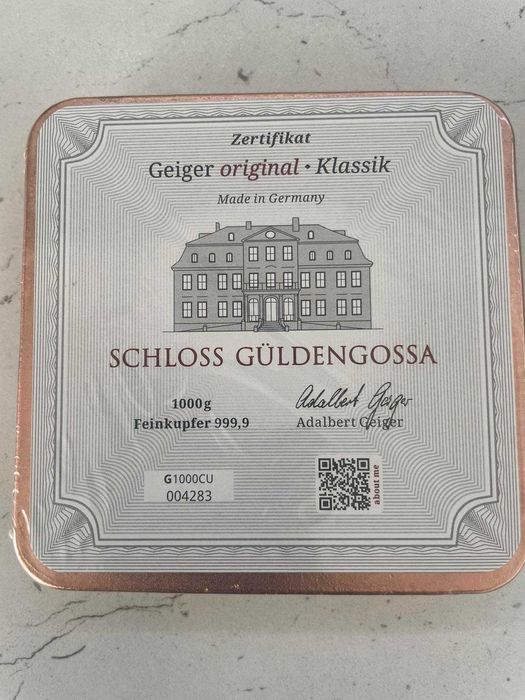 Zertifikat
Geiger original • Klassik
Made in Germany
SCHLOSS GÜLDENGOSSA
1000g
Feinkupfer 999,9
Adalbert Geiger
Adalbert Geiger
G1000CU
004283
about me